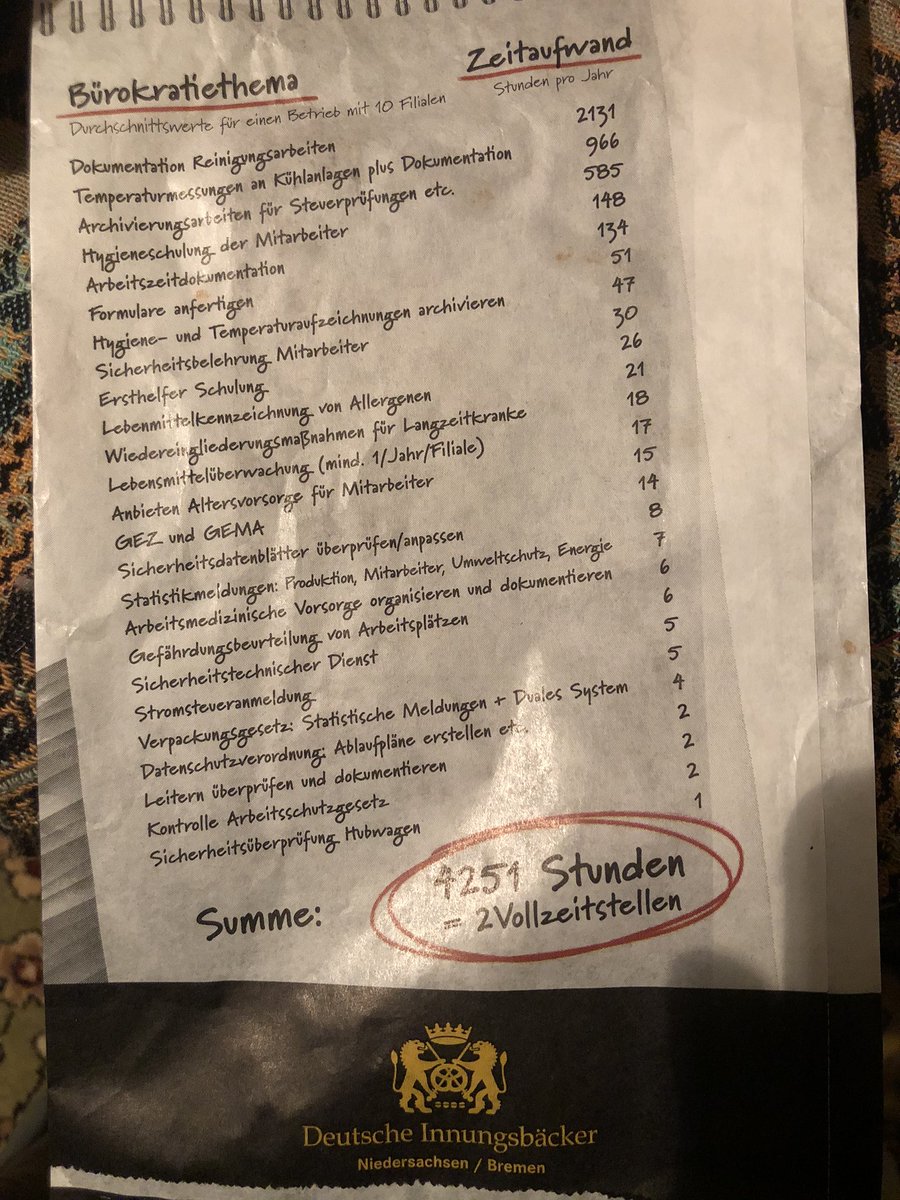 Bürokratiethema Zeitaufwand
Durchschnittswerte für einen Betrieb mit 10 Filialen Stunden pro Jahr
Dokumentation Reinigungsarbeiten 2131
Temperaturmessungen an Kühlanlagen plus Dokumentation 966
Archivierungsarbeiten für Steuerprüfungen etc. 585
Hygieneschulung der Mitarbeiter 148
Arbeitszeitdokumentation 134
Formulare anfertigen 51
Hygiene- und Temperaturaufzeichnungen archivieren 47
Sicherheitsbelehrung Mitarbeiter 30
Ersthelfer Schulung 26
Lebenmittelkennzeichnung von Allergenen 21
Wiedereingliederungsmaßnahmen für Langzeitkranke 18
Lebensmittelüberwachung (mind. 1/Jahr/Filiale) 17
Anbieten Altersvorsorge für Mitarbeiter 15
GEZ und GEMA 14
Sicherheitsdatenblätter überprüfen/anpassen 8
Statistikmeldungen: Produktion, Mitarbeiter, Umweltschutz, Energie 7
Arbeitsmedizinische Vorsorge organisieren und dokumentieren 6
Gefährdungsbeurteilung von Arbeitsplätzen 6
Sicherheitstechnischer Dienst 5
Stromsteueranmeldung 5
Verpackungsgesetz: Statistische Meldungen + Duales System 4
Datenschutzverordnung: Ablaufpläne erstellen etc. 2
Leitern überprüfen und dokumentieren 2
Kontrolle Arbeitsschutzgesetz 2
Sicherheitsüberprüfung Hubwagen 1
Summe: 4251 Stunden
= 2 Vollzeitstellen
Deutsche Innungsbäcker
Niedersachsen / Bremen